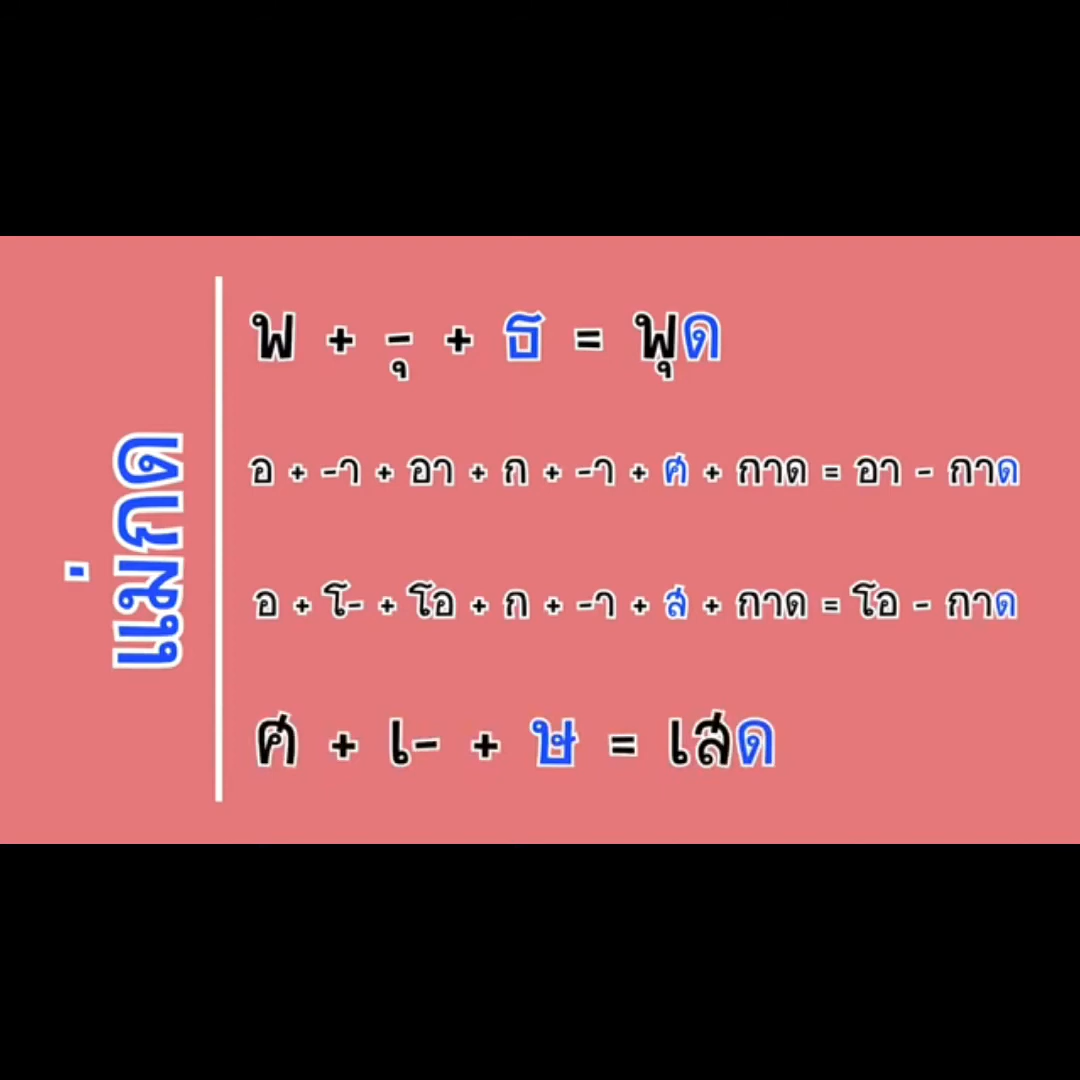 แม่กด
พ + -ุ + ธ = พุด
อ + -า + อา + ก + -า + ศ + กาด = อา - กาด
อ + โ- + โอ + ก + -า + ส + กาด = โอ - กาด
ศ + เ- + ษ = เสด